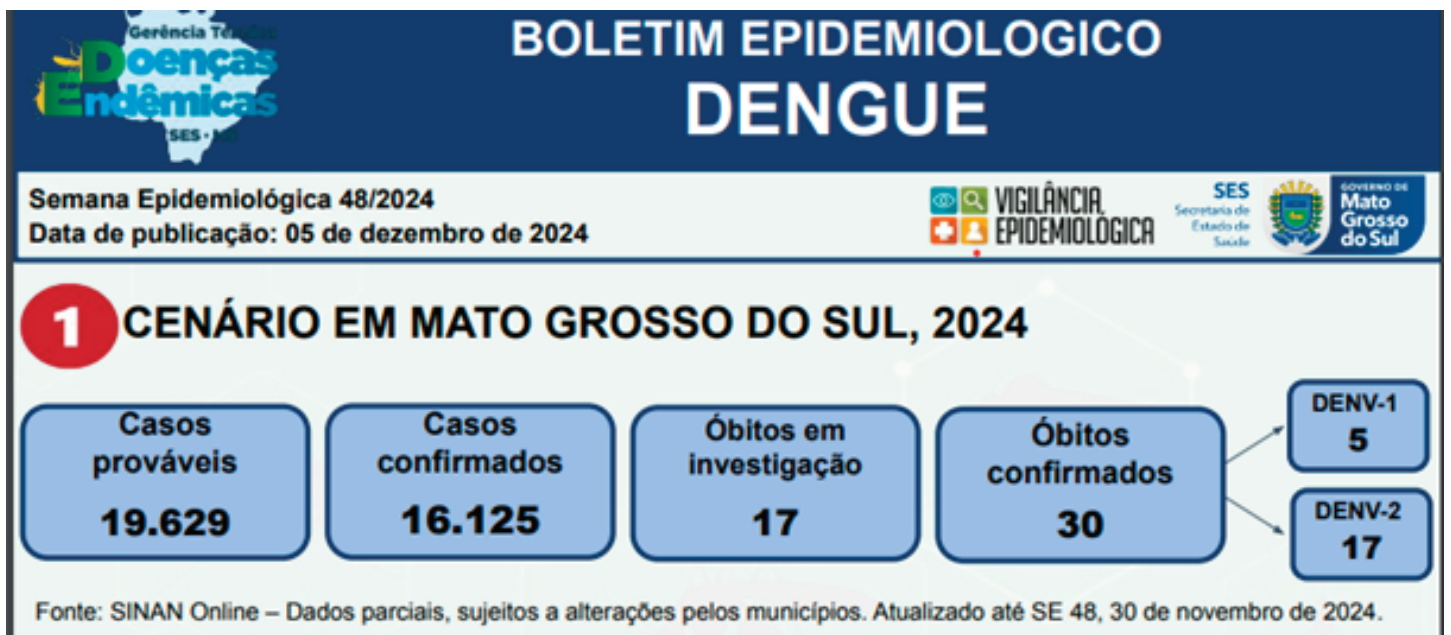 Gerência
Doenças
Endêmicas
SES -
BOLETIM EPIDEMIOLOGICO
DENGUE
Semana Epidemiológica 48/2024
Data de publicação: 05 de dezembro de 2024
VIGILÂNCIA
EPIDEMIOLÓGICA
SES
Secretaria de
Estado de
Saúde
GOVERNO DE
Mato
Grosso
do Sul
1 CENÁRIO EM MATO GROSSO DO SUL, 2024
Casos
prováveis
19.629
Casos
confirmados
16.125
Óbitos em
investigação
17
Óbitos
confirmados
30
DENV-1
5
DENV-2
17
Fonte: SINAN Online – Dados parciais, sujeitos a alterações pelos municípios. Atualizado até SE 48, 30 de novembro de 2024.